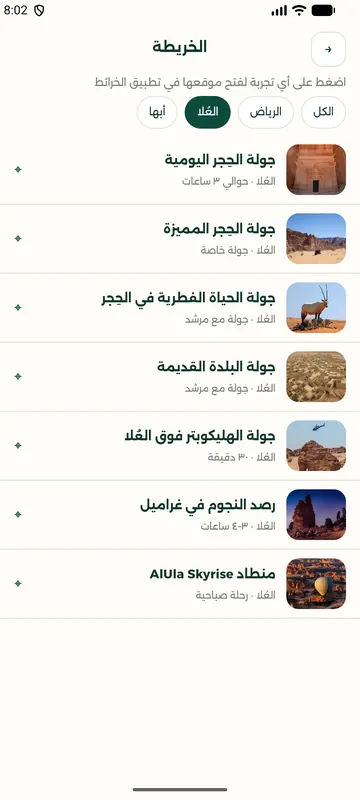 8:02
الخريطة
اضغط على أي تجربة لفتح موقعها في تطبيق الخرائط
الكل
الرياض
العُلا
أبها
جولة الحِجر اليومية
العُلا · حوالي ٣ ساعات
جولة الحِجر المميزة
العُلا · جولة خاصة
جولة الحياة الفطرية في الحِجر
العُلا · جولة مع مرشد
جولة البلدة القديمة
العُلا · جولة مع مرشد
جولة الهليكوبتر فوق العُلا
العُلا · ٣٠ دقيقة
رصد النجوم في غراميل
العُلا · ٣-٤ ساعات
منطاد AlUla Skyrise
العُلا · رحلة صباحية